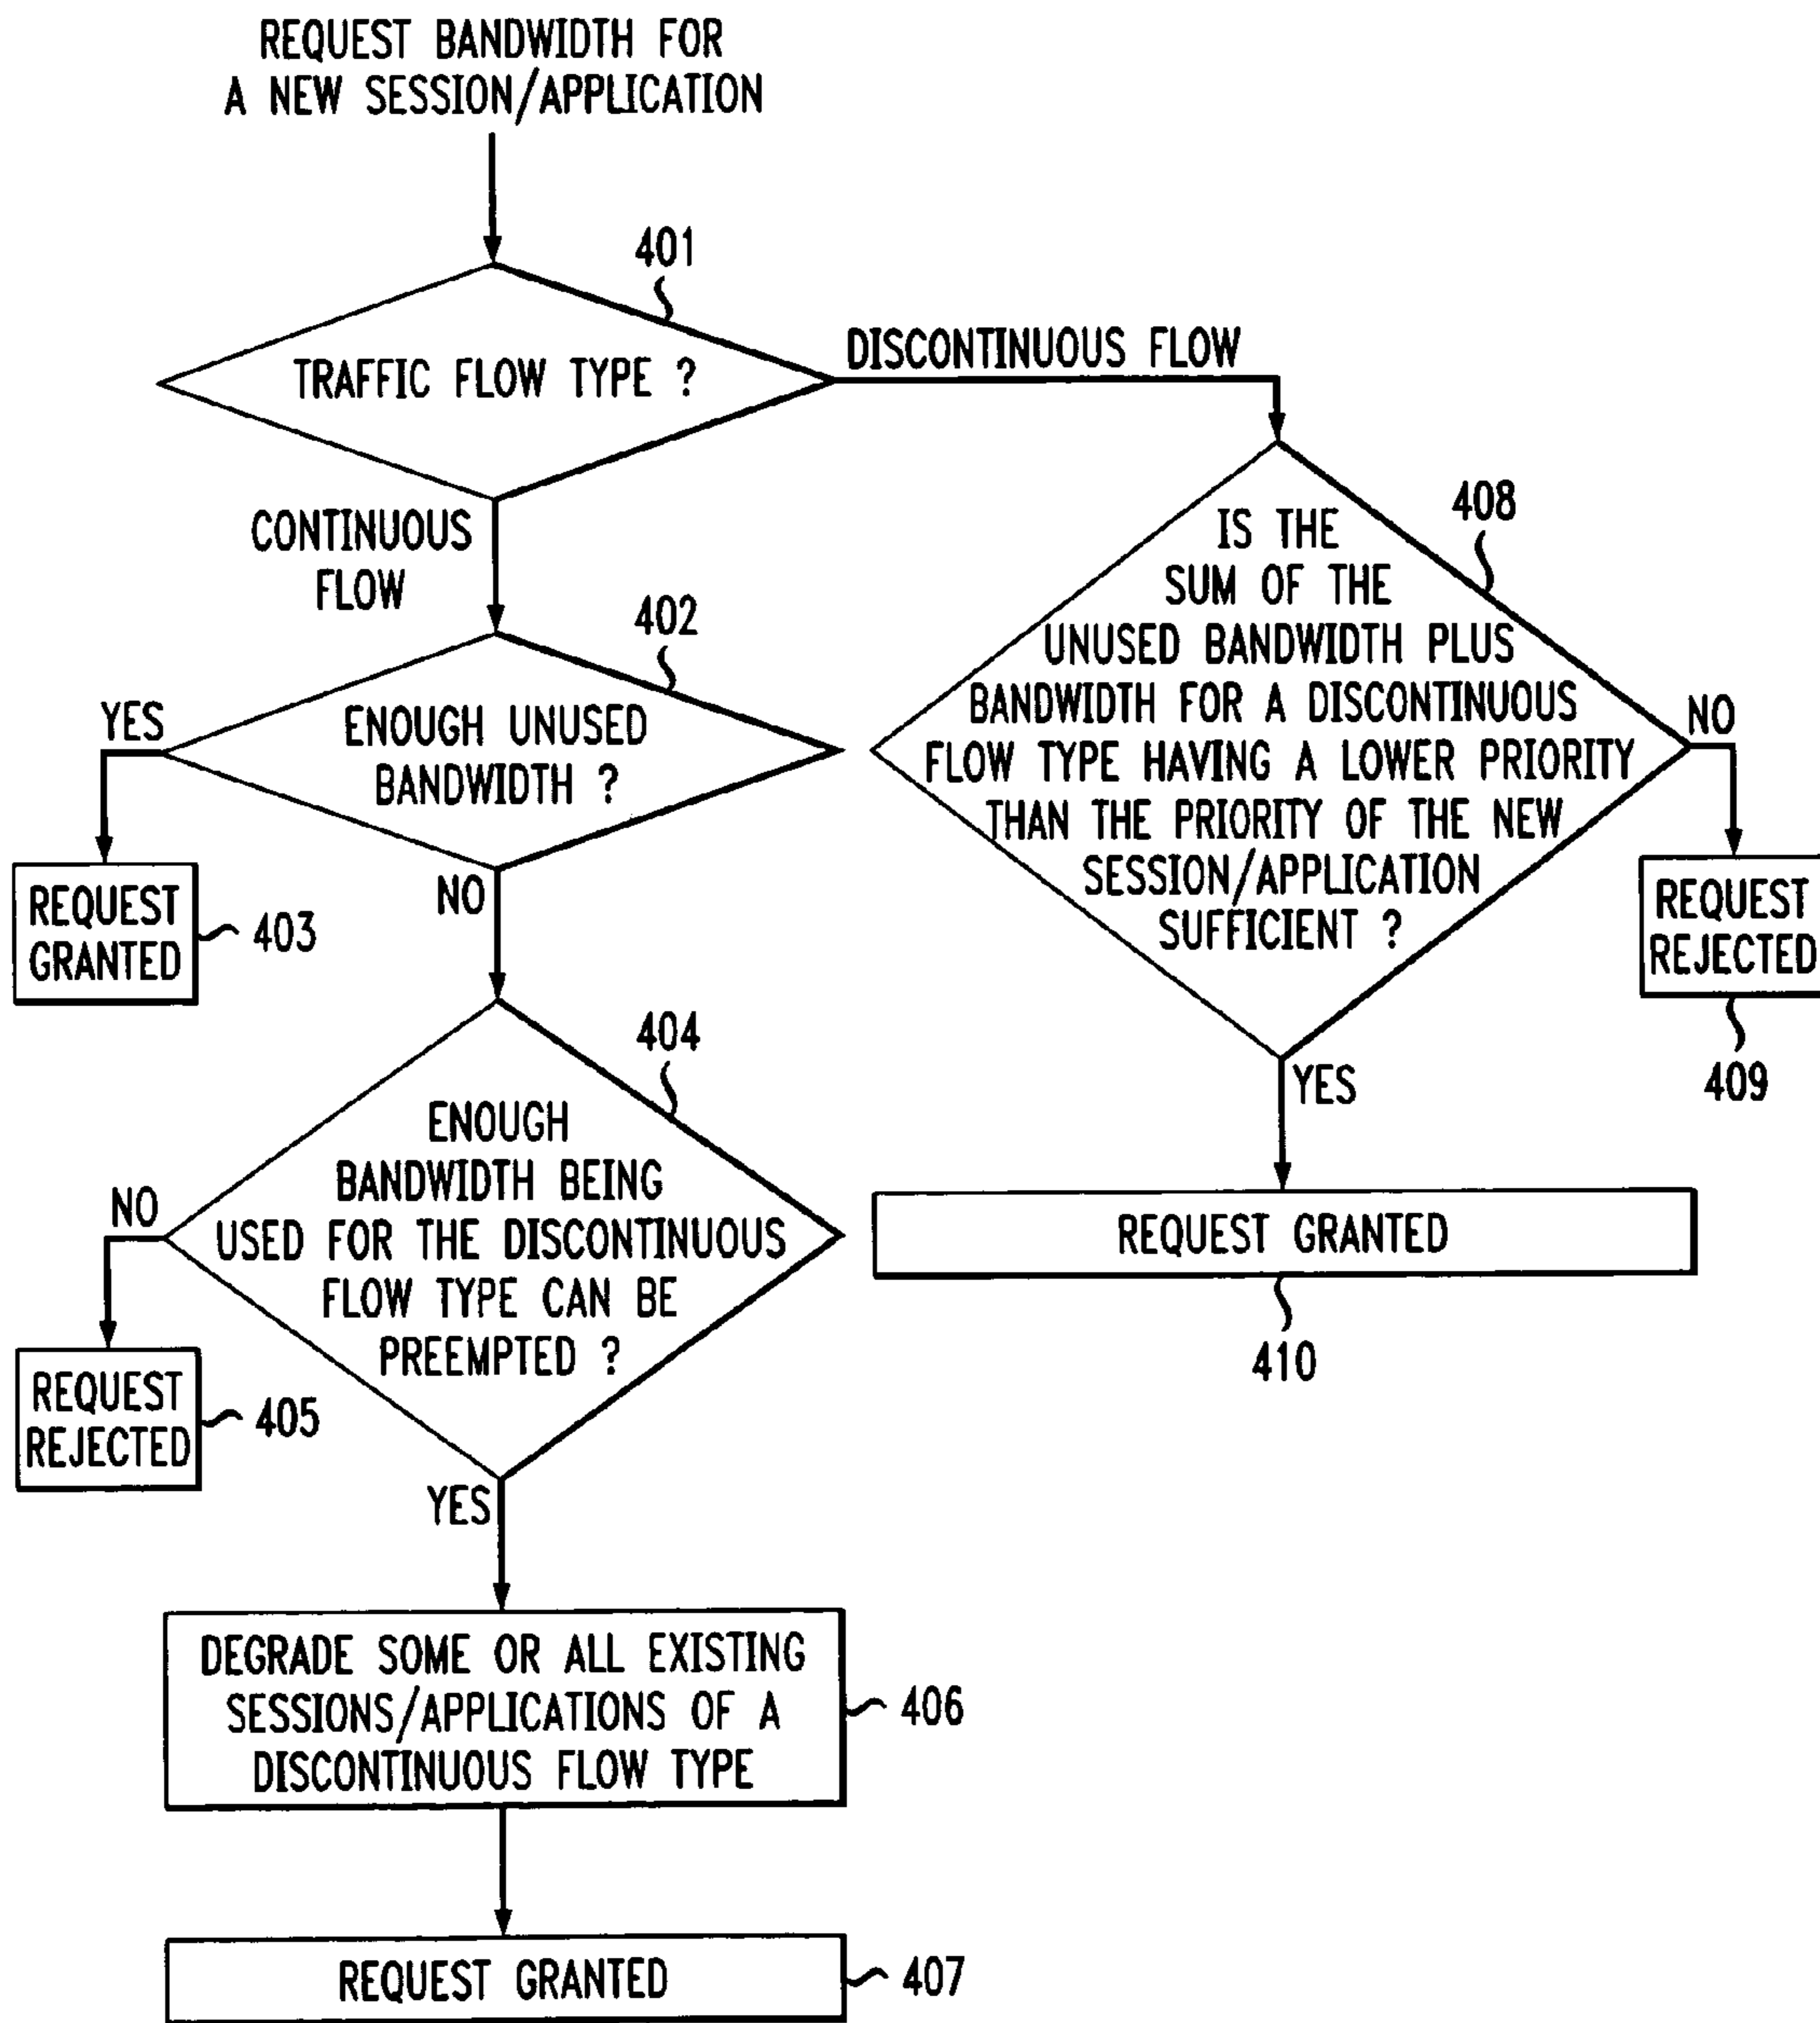 REQUEST BANDWIDTH FOR
A NEW SESSION/APPLICATION
401
TRAFFIC FLOW TYPE ?
DISCONTINUOUS FLOW
CONTINUOUS
FLOW
402
ENOUGH UNUSED
BANDWIDTH ?
YES
REQUEST
GRANTED
403
NO
404
ENOUGH
BANDWIDTH BEING
USED FOR THE DISCONTINUOUS
FLOW TYPE CAN BE
PREEMPTED ?
NO
REQUEST
REJECTED
405
YES
DEGRADE SOME OR ALL EXISTING
SESSIONS/APPLICATIONS OF A
DISCONTINUOUS FLOW TYPE
406
REQUEST GRANTED
407
408
IS THE
SUM OF THE
UNUSED BANDWIDTH PLUS
BANDWIDTH FOR A DISCONTINUOUS
FLOW TYPE HAVING A LOWER PRIORITY
THAN THE PRIORITY OF THE NEW
SESSION/APPLICATION
SUFFICIENT ?
NO
REQUEST
REJECTED
409
YES
REQUEST GRANTED
410